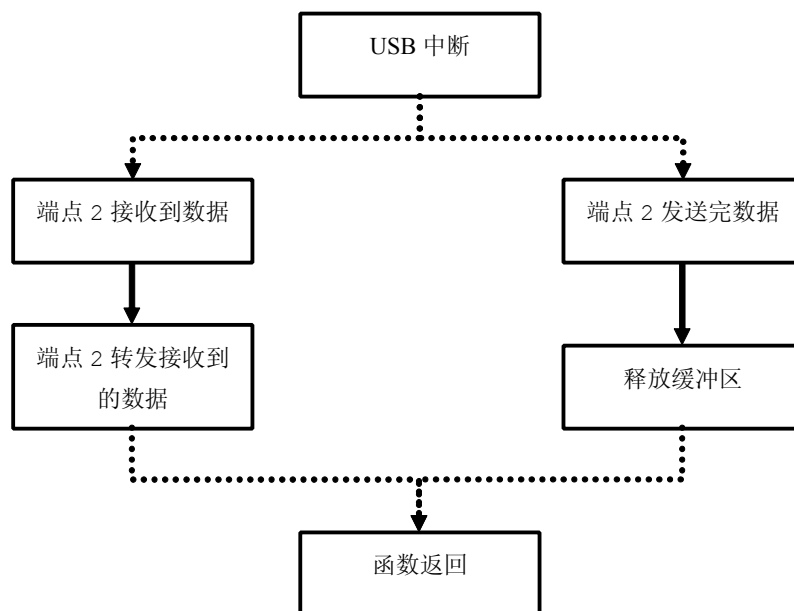 USB 中断
端点 2 接收到数据
端点 2 发送完数据
端点 2 转发接收到
的数据
释放缓冲区
函数返回